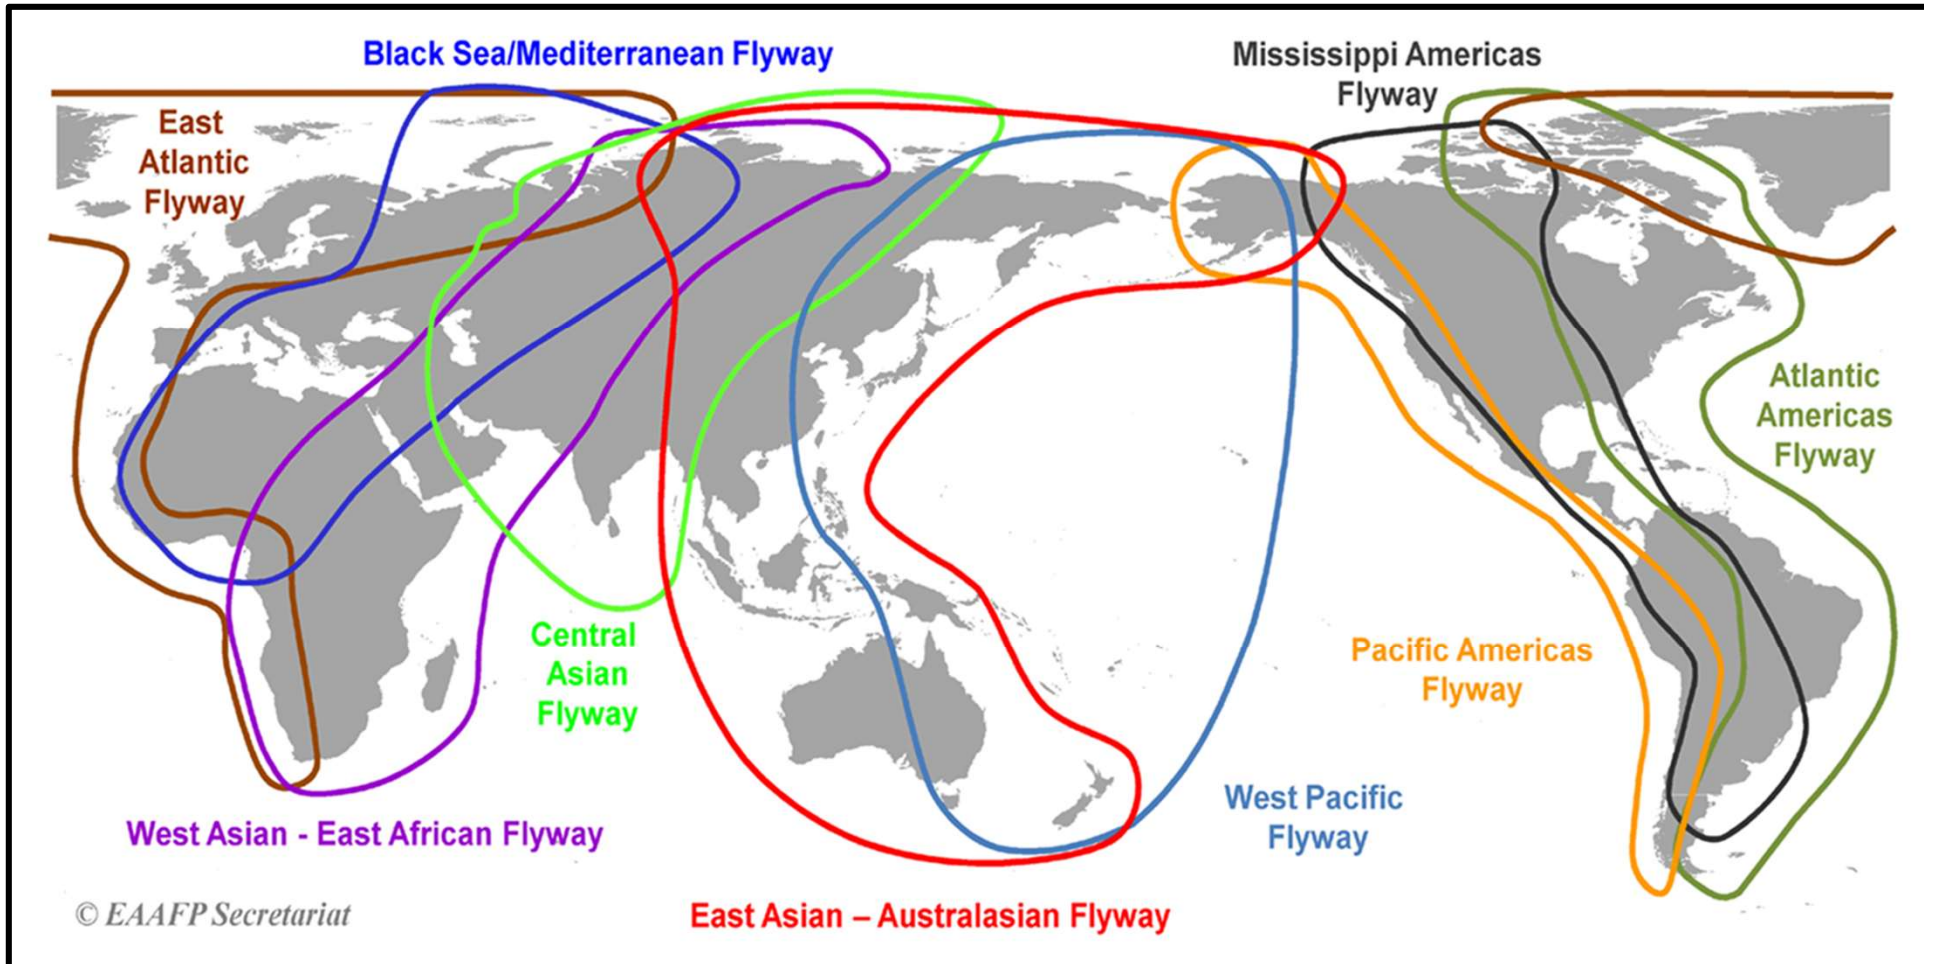 Black Sea/Mediterranean Flyway
Mississippi Americas
Flyway
East
Atlantic
Flyway
Atlantic
Americas
Flyway
Central
Asian
Flyway
Pacific Americas
Flyway
West Pacific
Flyway
West Asian - East African Flyway
© EAAFP Secretariat
East Asian – Australasian Flyway